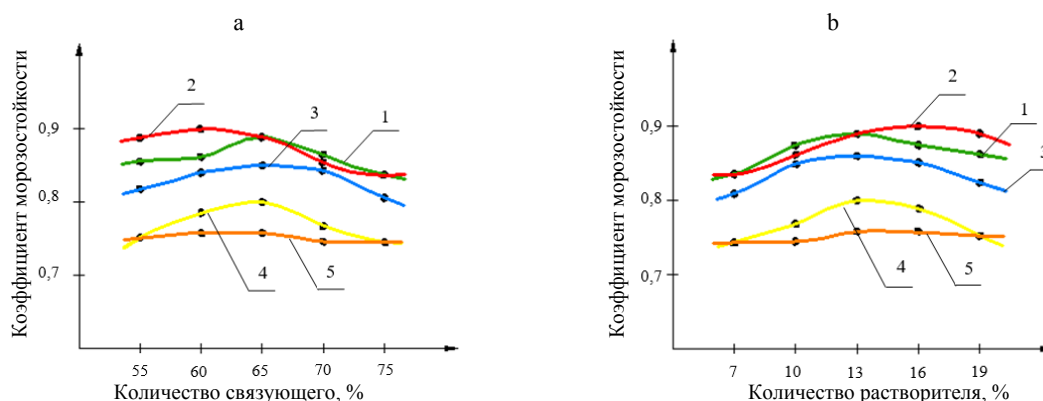 a
Коэффициент морозостойкости
0,9
0,8
0,7
2
3
1
4
5
55 60 65 70 75
Количество связующего, %
b
Коэффициент морозостойкости
0,9
0,8
0,7
2
1
3
4
5
7 10 13 16 19
Количество растворителя, %